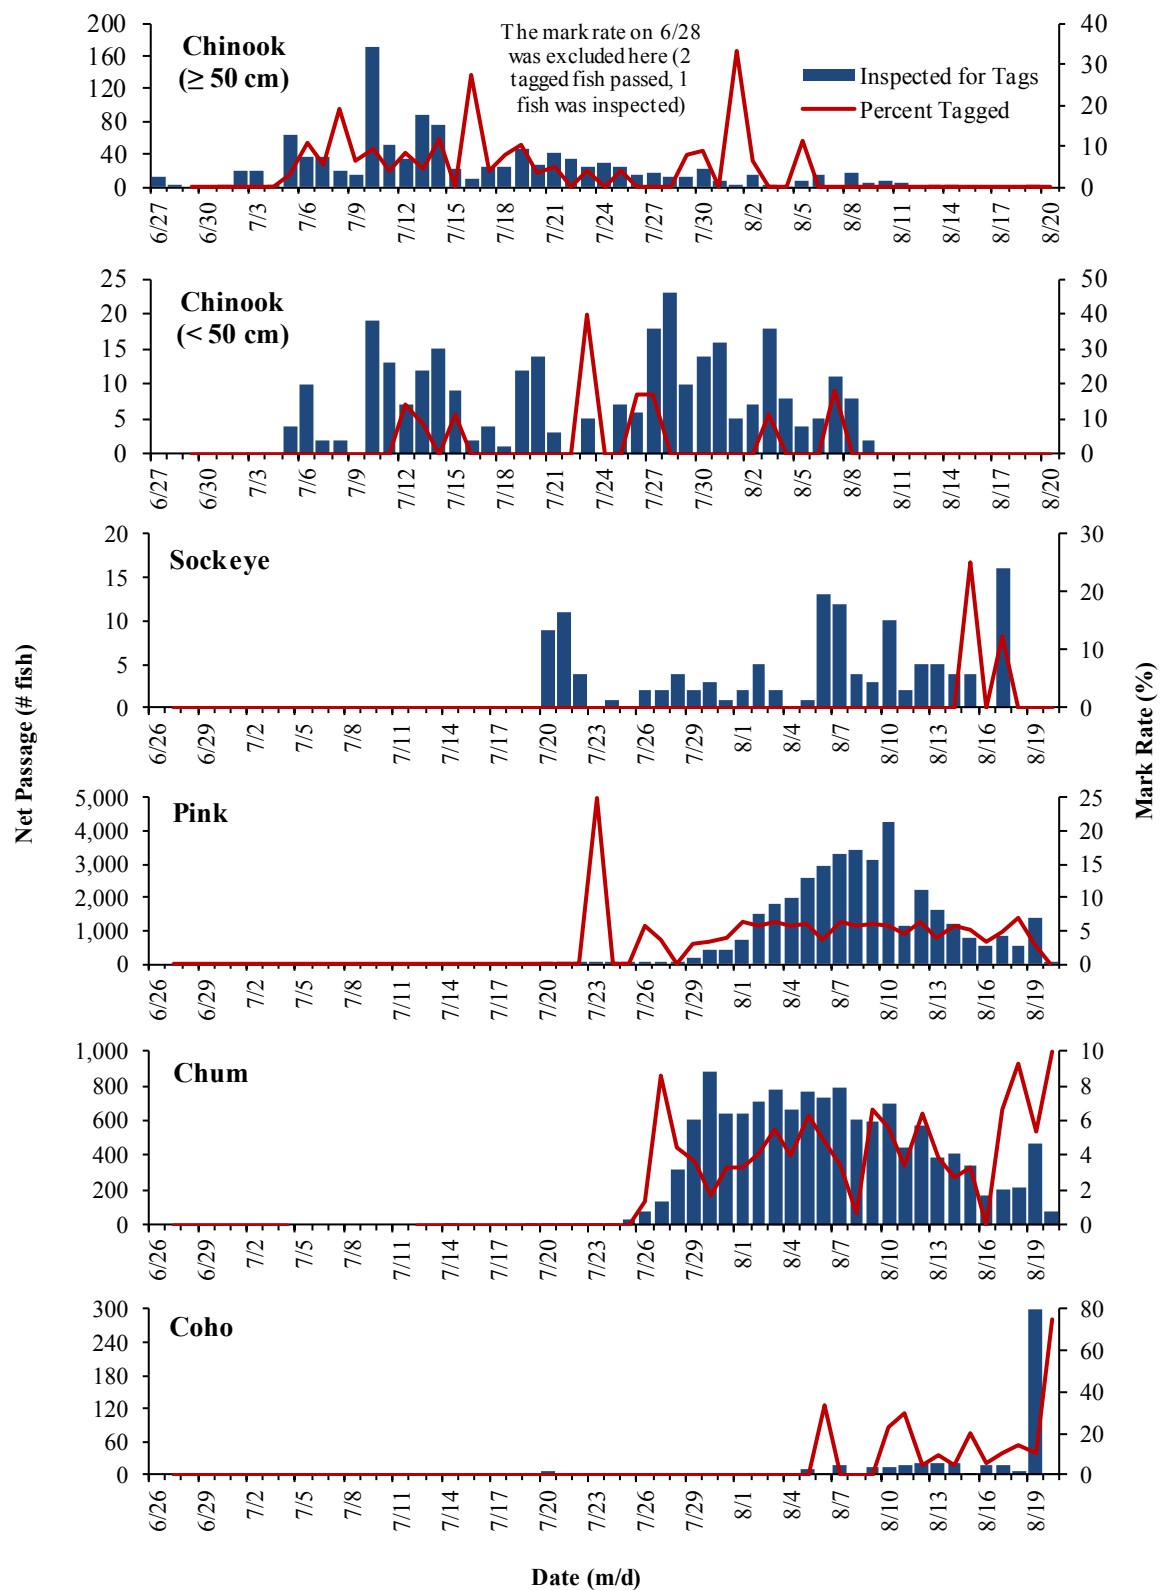 Net Passage (# fish)
Mark Rate (%)
Chinook
(≥ 50 cm)
The mark rate on 6/28
was excluded here (2
tagged fish passed, 1
fish was inspected)
Inspected for Tags
Percent Tagged
200
160
120
80
40
0
40
30
20
10
0
6/27 6/30 7/3 7/6 7/9 7/12 7/15 7/18 7/21 7/24 7/27 7/30 8/2 8/5 8/8 8/11 8/14 8/17 8/20
Chinook
(< 50 cm)
25
20
15
10
5
0
50
40
30
20
10
0
6/27 6/30 7/3 7/6 7/9 7/12 7/15 7/18 7/21 7/24 7/27 7/30 8/2 8/5 8/8 8/11 8/14 8/17 8/20
Sockeye
20
15
10
5
0
30
20
10
0
6/26 6/29 7/2 7/5 7/8 7/11 7/14 7/17 7/20 7/23 7/26 7/29 8/1 8/4 8/7 8/10 8/13 8/16 8/19
Pink
5,000
4,000
3,000
2,000
1,000
0
25
20
15
10
5
0
6/26 6/29 7/2 7/5 7/8 7/11 7/14 7/17 7/20 7/23 7/26 7/29 8/1 8/4 8/7 8/10 8/13 8/16 8/19
Chum
1,000
800
600
400
200
0
10
8
6
4
2
0
6/26 6/29 7/2 7/5 7/8 7/11 7/14 7/17 7/20 7/23 7/26 7/29 8/1 8/4 8/7 8/10 8/13 8/16 8/19
Coho
300
240
180
120
60
0
80
60
40
20
0
6/26 6/29 7/2 7/5 7/8 7/11 7/14 7/17 7/20 7/23 7/26 7/29 8/1 8/4 8/7 8/10 8/13 8/16 8/19
Date (m/d)